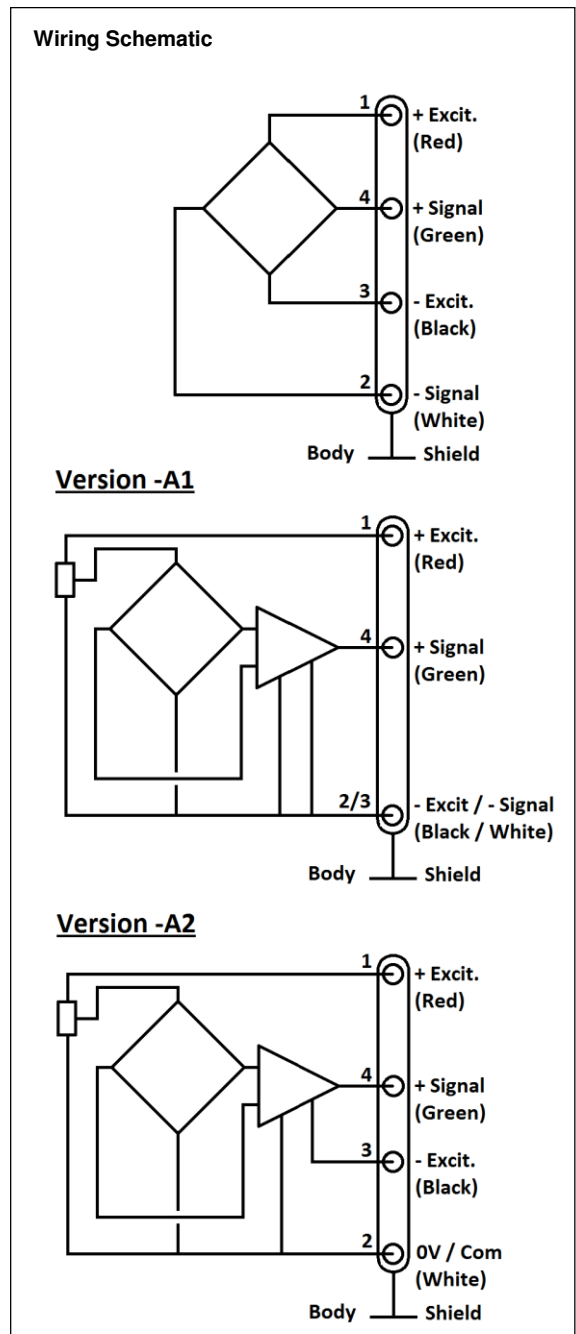 Wiring Schematic
1
+ Excit.
(Red)
4
+ Signal
(Green)
3
- Excit.
(Black)
2
- Signal
(White)
Body
Shield
Version -A1
1
+ Excit.
(Red)
4
+ Signal
(Green)
2/3
- Excit / - Signal
(Black / White)
Body
Shield
Version -A2
1
+ Excit.
(Red)
4
+ Signal
(Green)
3
- Excit.
(Black)
2
0V / Com
(White)
Body
Shield